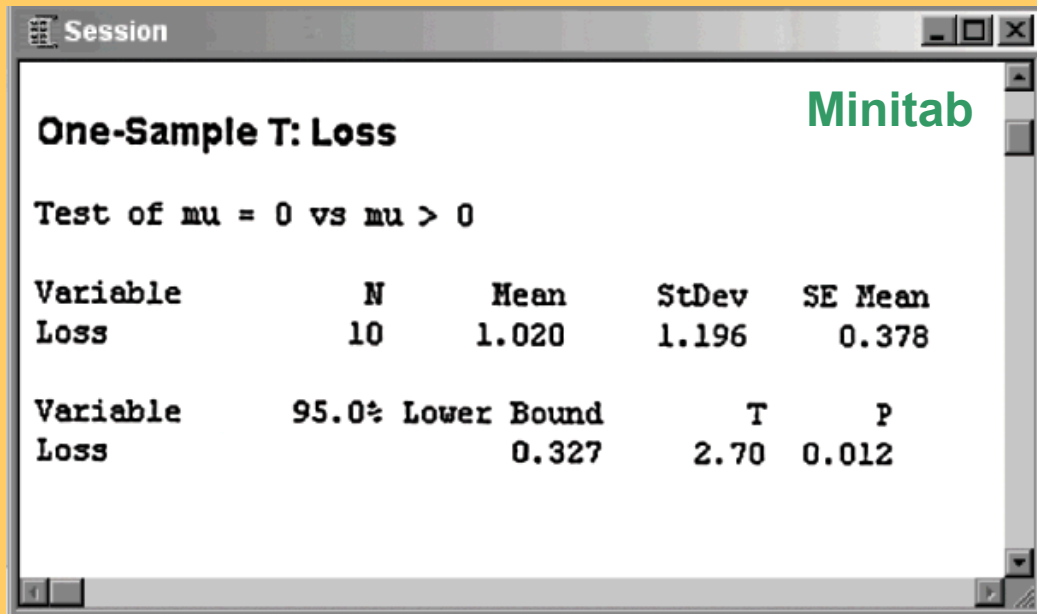 Session
Minitab
One-Sample T: Loss
Test of mu = 0 vs mu > 0
Variable N Mean StDev SE Mean
Loss 10 1.020 1.196 0.378
Variable 95.0% Lower Bound T P
Loss 0.327 2.70 0.012